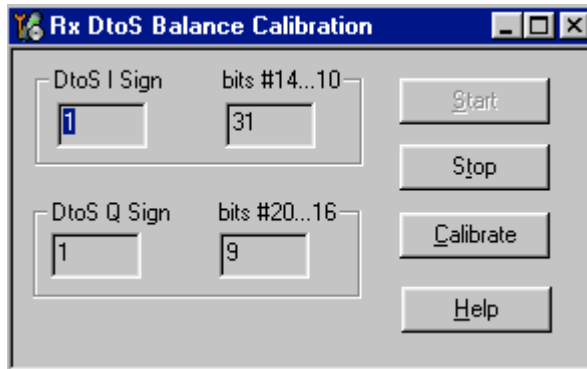 Rx DtoS Balance Calibration
DtoS I Sign bits #14...10
1 31
Start
Stop
DtoS Q Sign bits #20...16
1 9
Calibrate
Help